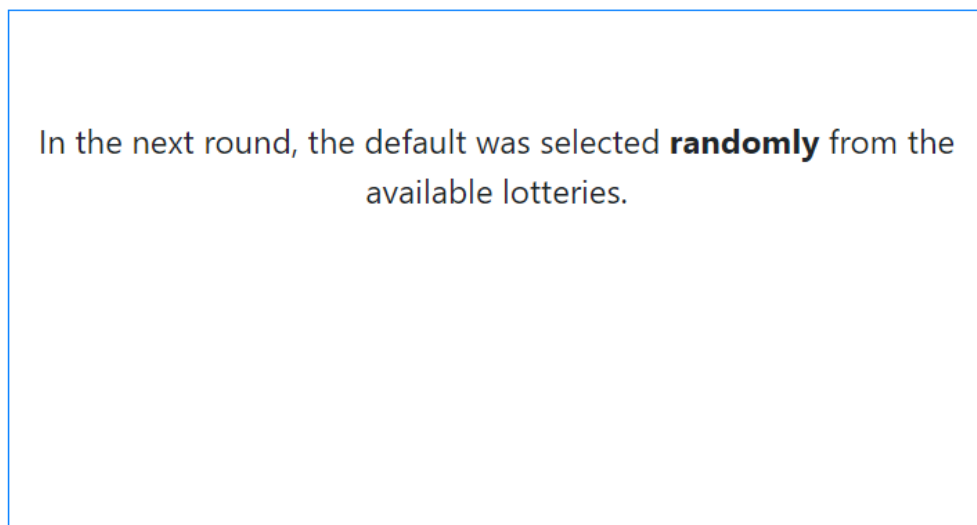 In the next round, the default was selected randomly from the
available lotteries.